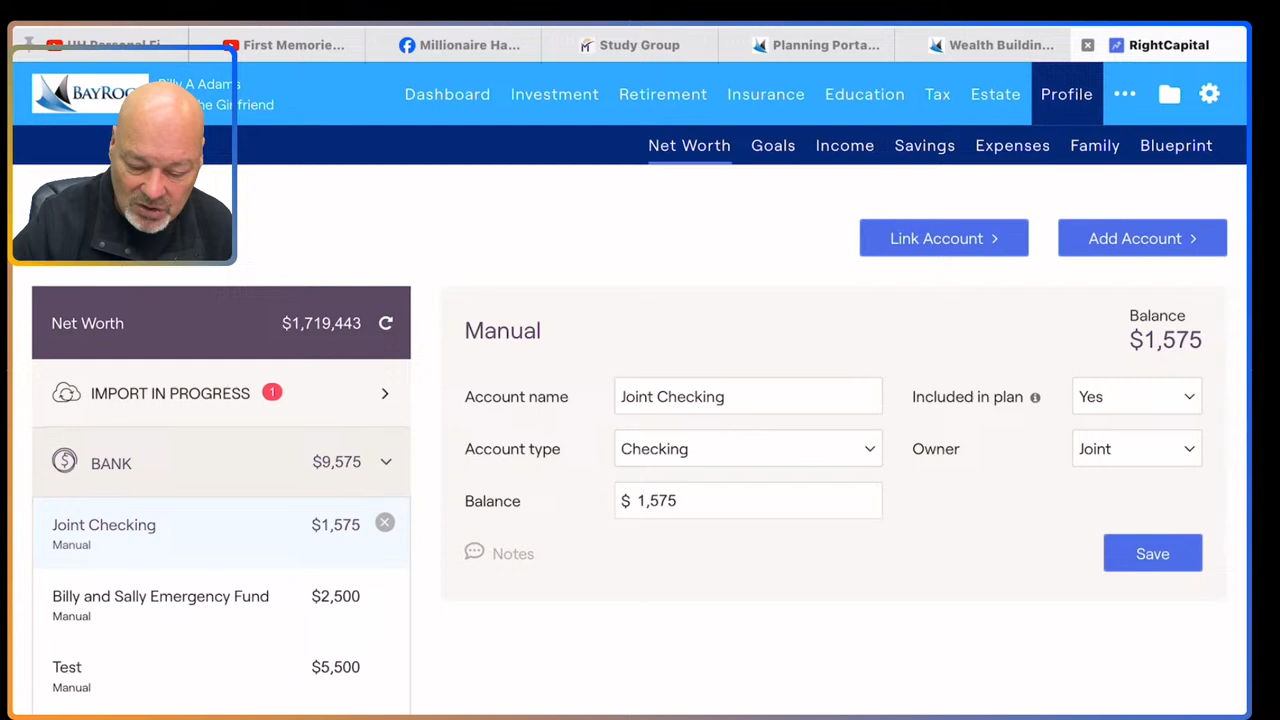 First Memorie...
Millionaire Ha...
Study Group
Planning Porta...
Wealth Buildin...
RightCapital
Adams
Girlfriend
Dashboard
Investment
Retirement
Insurance
Education
Tax
Estate
Profile
Net Worth
Goals
Income
Savings
Expenses
Family
Blueprint
Link Account
Add Account
Net Worth $1,719,443
IMPORT IN PROGRESS 1
BANK $9,575
Joint Checking $1,575
Manual
Billy and Sally Emergency Fund $2,500
Manual
Test $5,500
Manual
Manual
Balance
$1,575
Account name Joint Checking
Included in plan Yes
Account type Checking
Owner Joint
Balance $ 1,575
Notes
Save